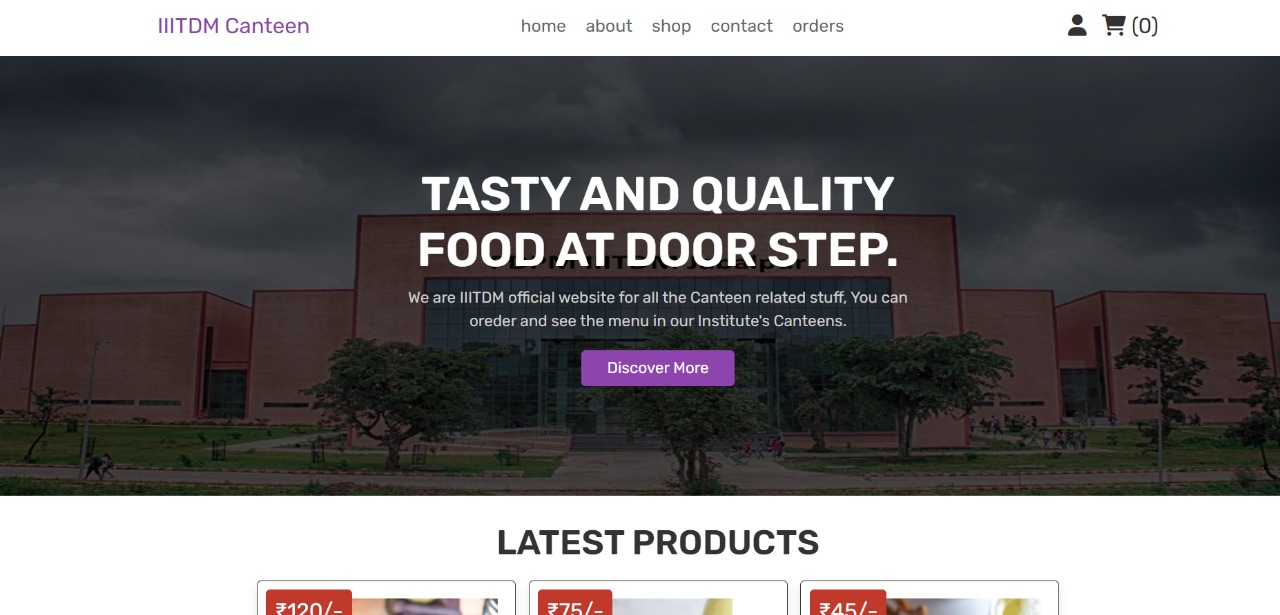 IIITDM Canteen
home about shop contact orders
(0)
TASTY AND QUALITY
FOOD AT DOOR STEP.
We are IIITDM official website for all the Canteen related stuff, You can
oreder and see the menu in our Institute's Canteens.
Discover More
LATEST PRODUCTS
₹120/- ₹75/- ₹45/-